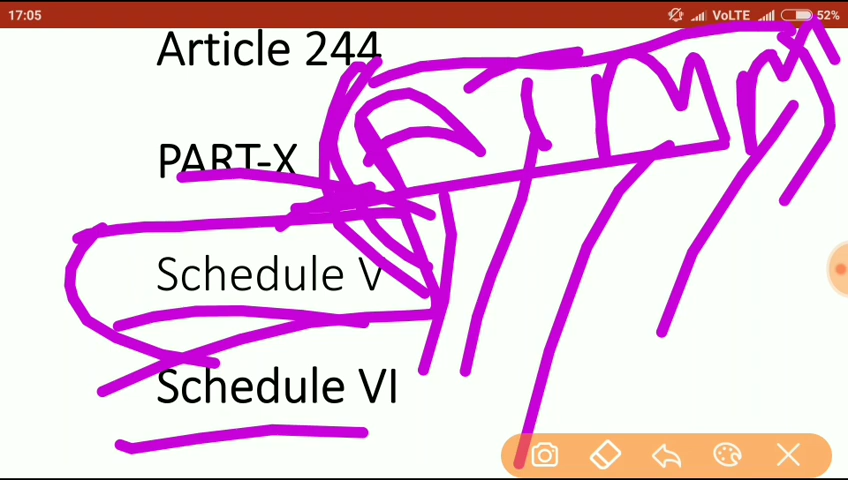 17:05 VoLTE 52%
Article 244
PART-X
Schedule V
Schedule VI